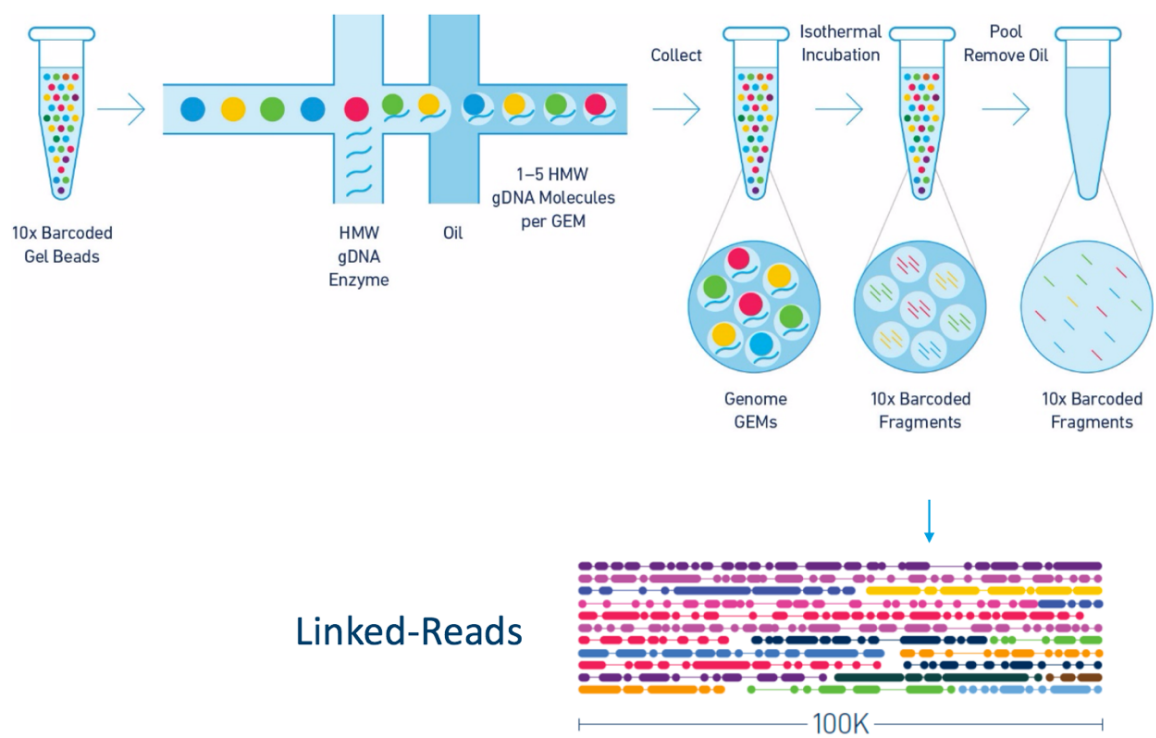 10x Barcoded
Gel Beads
HMW
gDNA
Enzyme
Oil
1–5 HMW
gDNA Molecules
per GEM
Collect
Isothermal
Incubation
Pool
Remove Oil
Genome
GEMs
10x Barcoded
Fragments
10x Barcoded
Fragments
Linked-Reads
100K